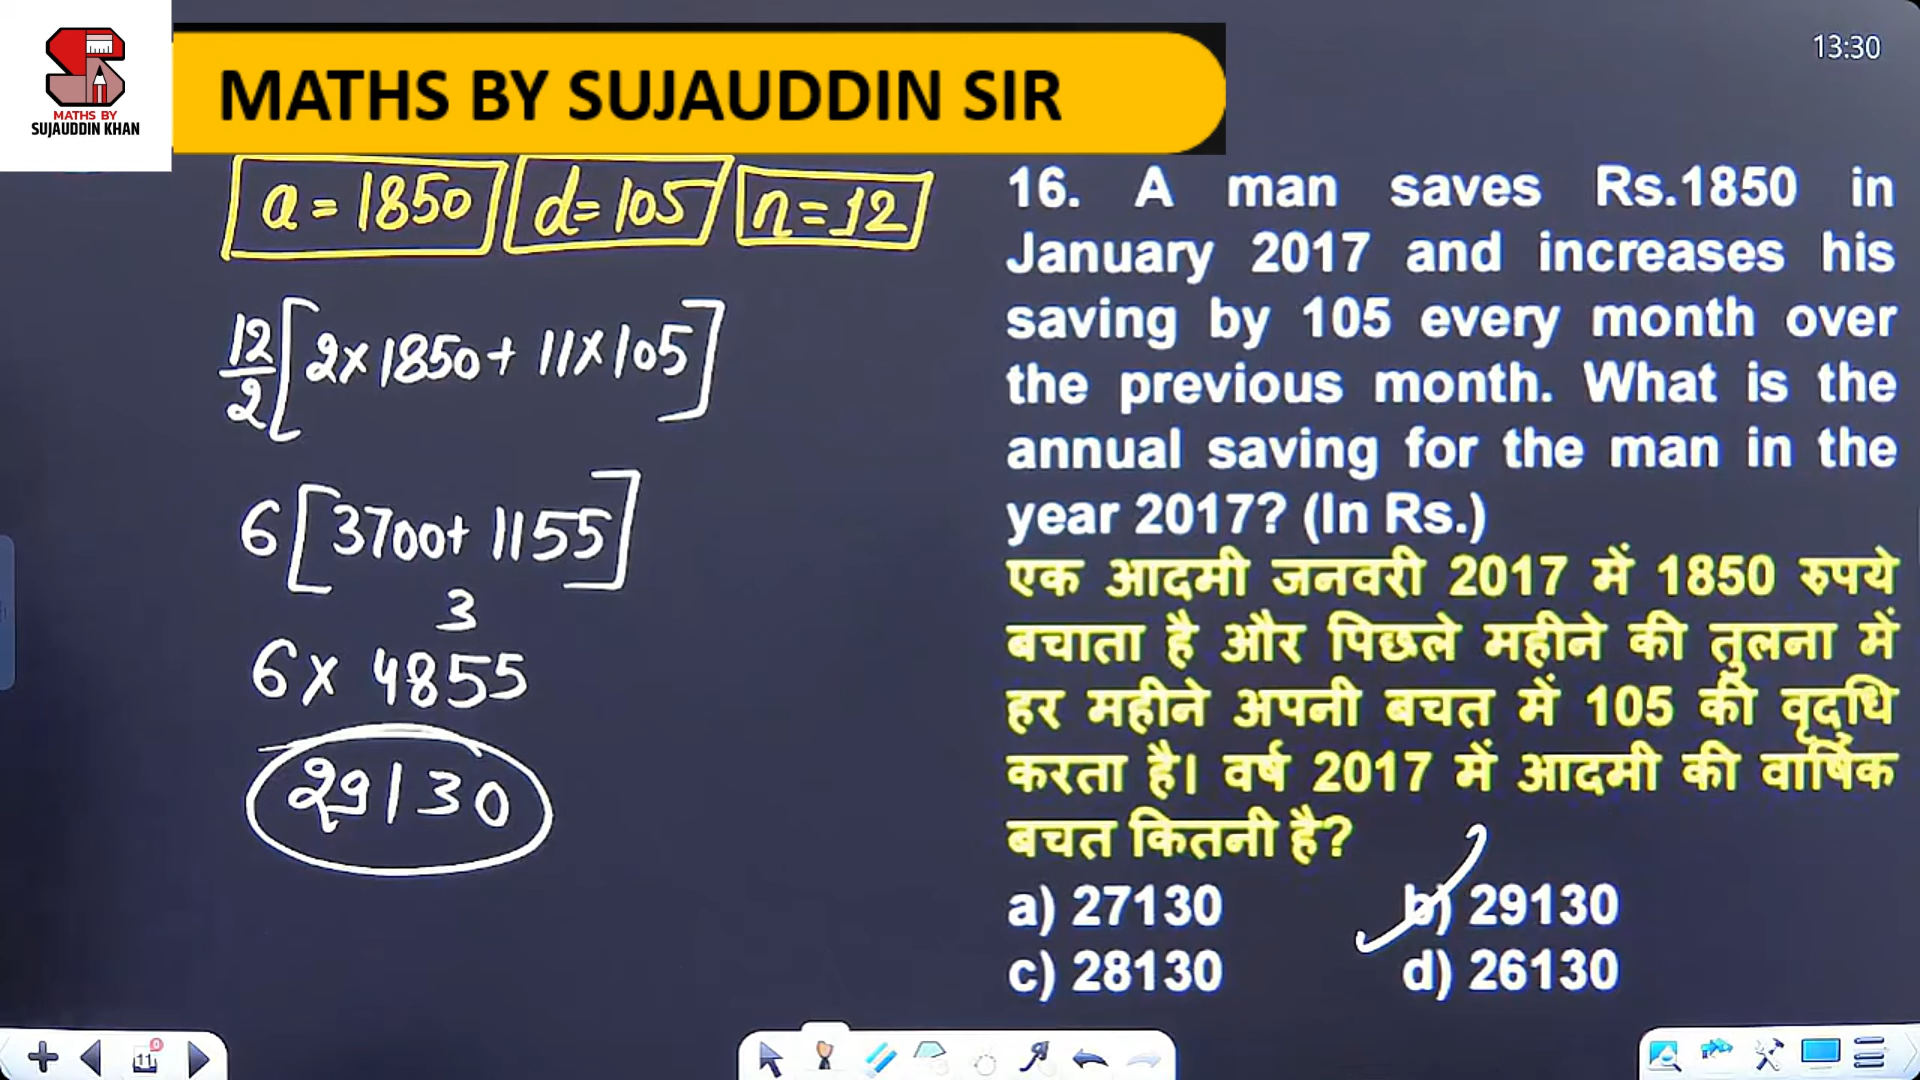 MATHS BY
SUJAUDDIN KHAN
MATHS BY SUJAUDDIN SIR
13:30
a = 1850 d = 105 n = 12
12/2 [2 × 1850 + 11 × 105]
6 [3700 + 1155]
3
6 × 4855
29130
16. A man saves Rs.1850 in
January 2017 and increases his
saving by 105 every month over
the previous month. What is the
annual saving for the man in the
year 2017? (In Rs.)
एक आदमी जनवरी 2017 में 1850 रुपये
बचाता है और पिछले महीने की तुलना में
हर महीने अपनी बचत में 105 की वृद्धि
करता है। वर्ष 2017 में आदमी की वार्षिक
बचत कितनी है?
a) 27130 b) 29130
c) 28130 d) 26130
11 0